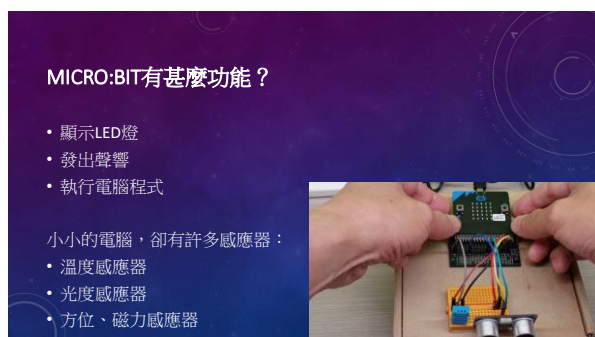 MICRO:BIT有甚麼功能？
• 顯示LED燈
• 發出聲響
• 執行電腦程式
小小的電腦，卻有許多感應器：
• 溫度感應器
• 光度感應器
• 方位、磁力感應器